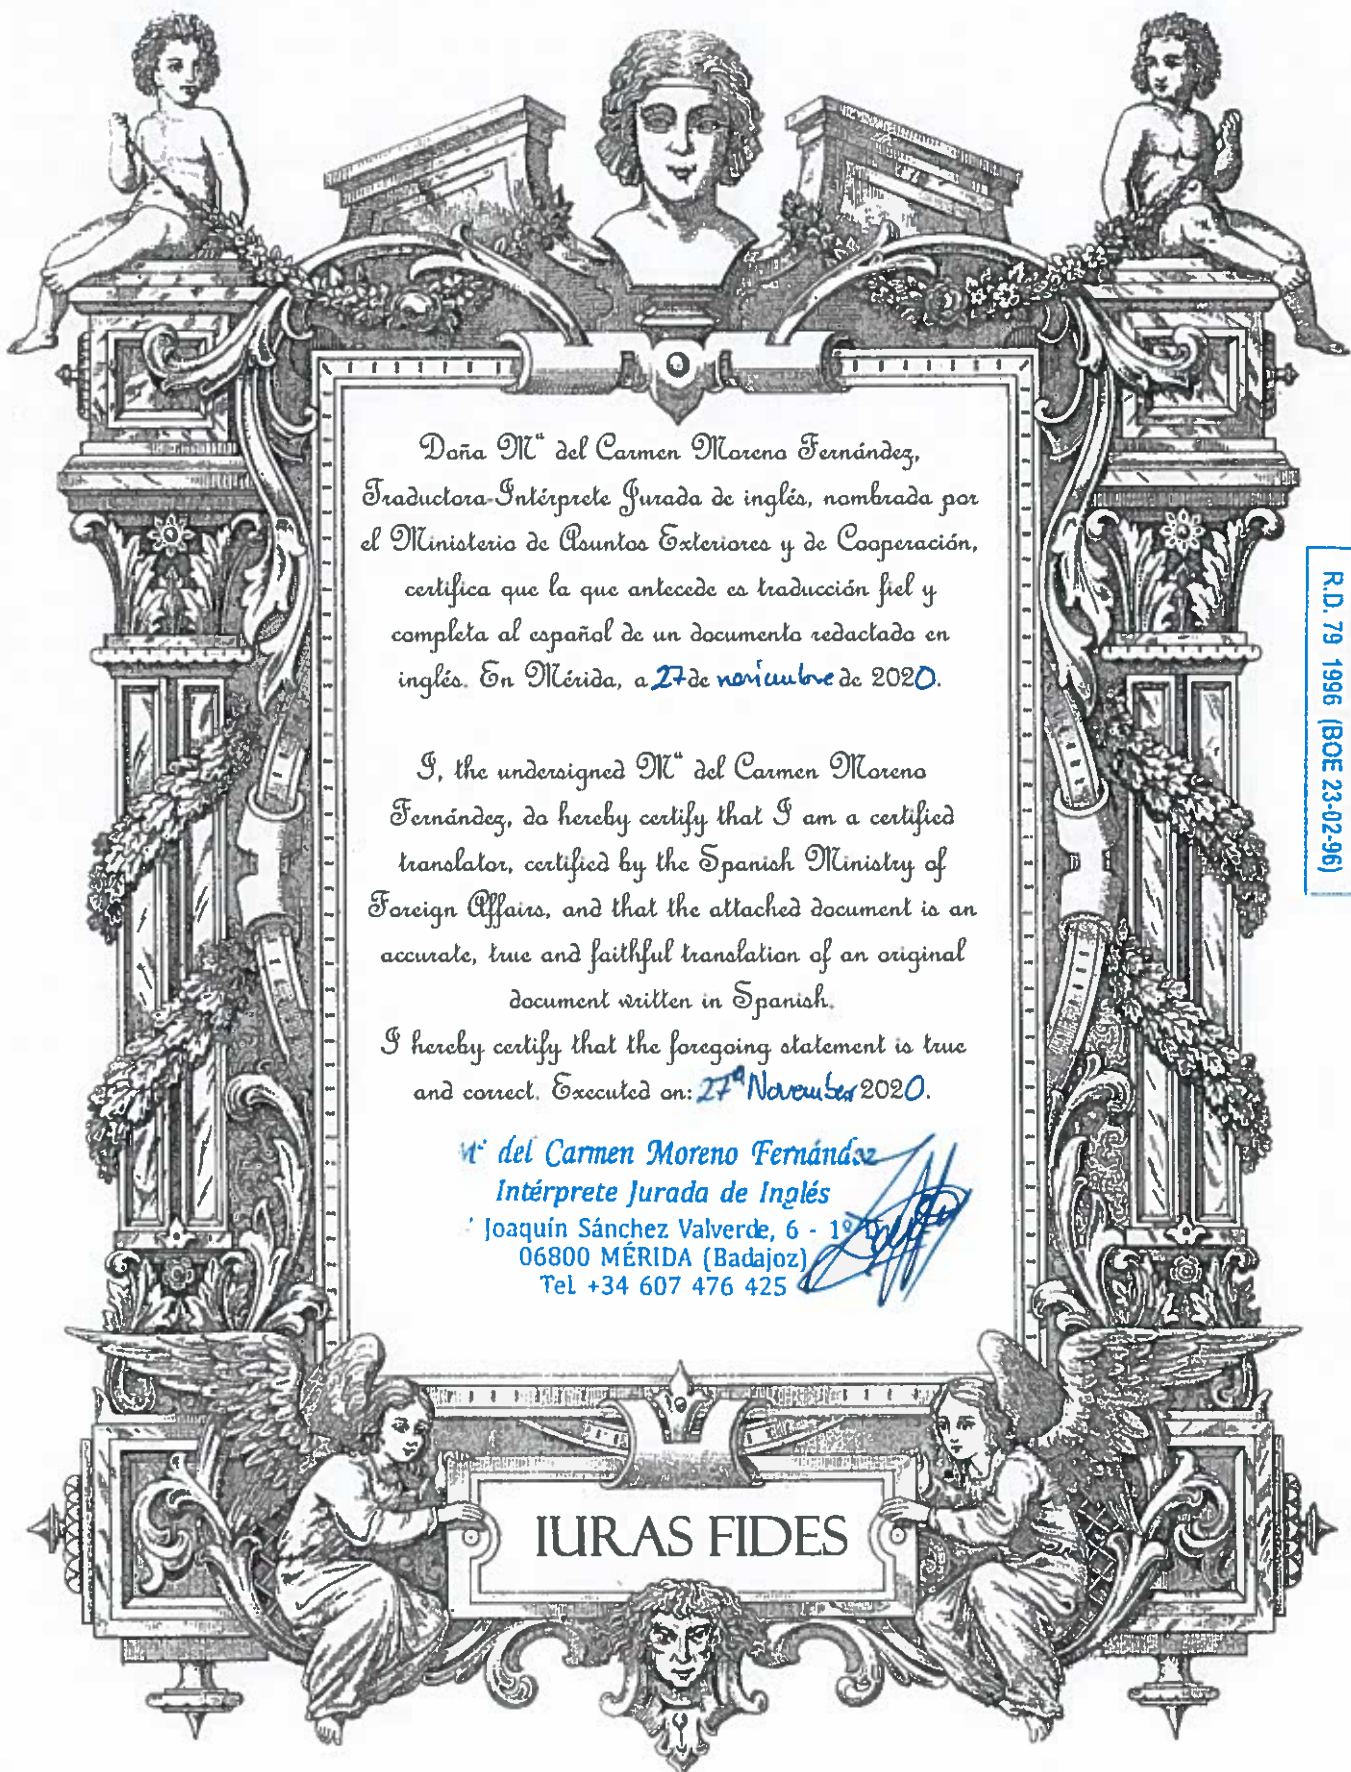 Doña Mª del Carmen Moreno Fernández,
Traductora-Intérprete Jurada de inglés, nombrada por
el Ministerio de Asuntos Exteriores y de Cooperación,
certifica que la que antecede es traducción fiel y
completa al español de un documento redactado en
inglés. En Mérida, a 27 de noviembre de 2020.
I, the undersigned Mª del Carmen Moreno
Fernández, do hereby certify that I am a certified
translator, certified by the Spanish Ministry of
Foreign Affairs, and that the attached document is an
accurate, true and faithful translation of an original
document written in Spanish.
I hereby certify that the foregoing statement is true
and correct. Executed on: 27th November 2020.
Mª del Carmen Moreno Fernández
Intérprete Jurada de Inglés
Joaquín Sánchez Valverde, 6 - 1º
06800 MÉRIDA (Badajoz)
Tel +34 607 476 425
IURAS FIDES
R.D. 79 1996 (BOE 23-02-96)